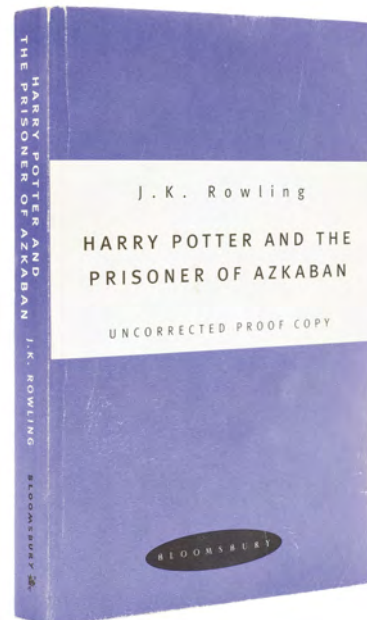 HARRY POTTER AND
THE PRISONER OF AZKABAN
J.K. ROWLING
BLOOMSBURY
J.K. Rowling
HARRY POTTER AND THE
PRISONER OF AZKABAN
UNCORRECTED PROOF COPY
BLOOMSBURY